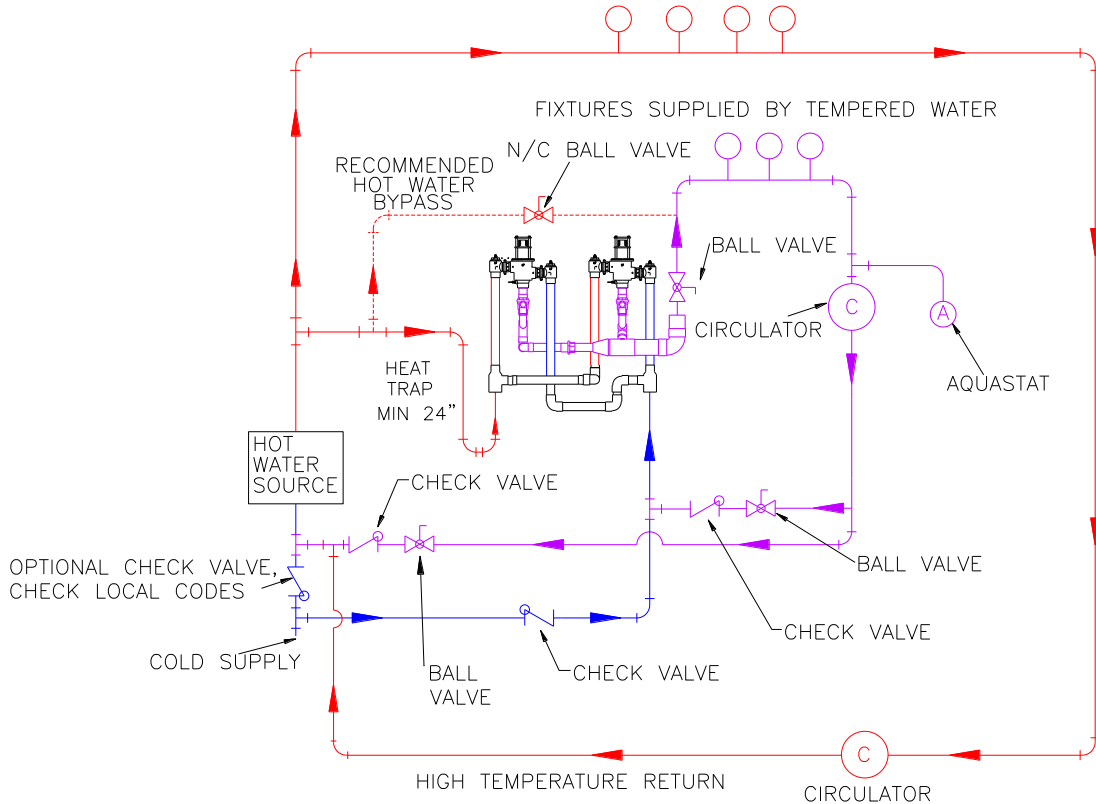 FIXTURES SUPPLIED BY TEMPERED WATER
N/C BALL VALVE
RECOMMENDED
HOT WATER
BYPASS
BALL VALVE
C
CIRCULATOR
A
AQUASTAT
HEAT
TRAP
MIN 24"
HOT
WATER
SOURCE
CHECK VALVE
BALL VALVE
OPTIONAL CHECK VALVE,
CHECK LOCAL CODES
CHECK VALVE
COLD SUPPLY
BALL
VALVE
CHECK VALVE
C
HIGH TEMPERATURE RETURN
CIRCULATOR